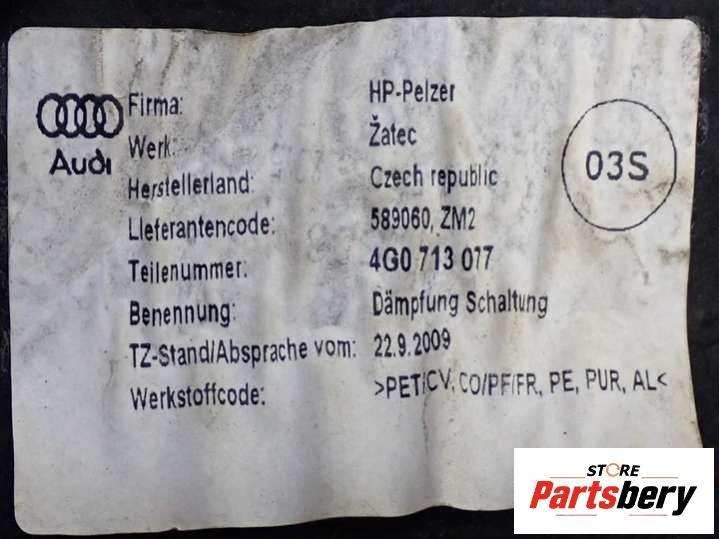 Audi
Firma: HP-Pelzer
Werk: Žatec
Herstellerland: Czech republic
Lieferantencode: 589060, ZM2
Teilenummer: 4G0 713 077
Benennung: Dämpfung Schaltung
TZ-Stand/Absprache vom: 22.9.2009
Werkstoffcode: >PET/CV, CO/PF/FR, PE, PUR, AL<
03S
STORE
Partsbery